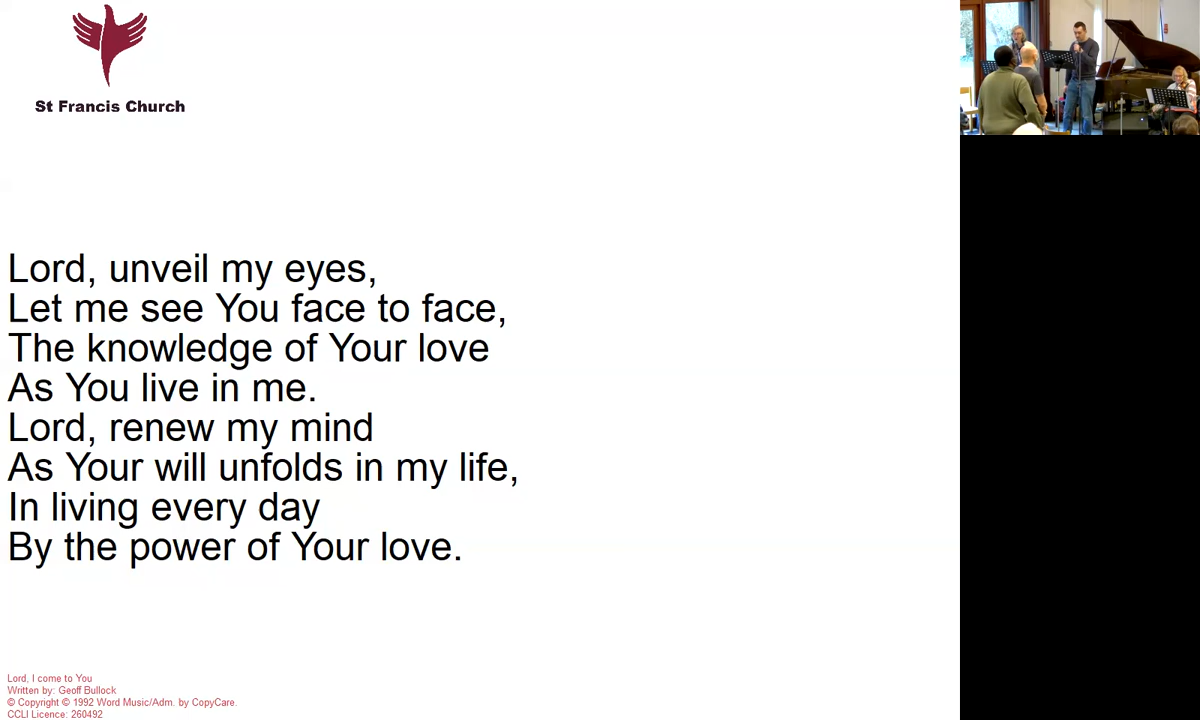 St Francis Church
Lord, unveil my eyes,
Let me see You face to face,
The knowledge of Your love
As You live in me.
Lord, renew my mind
As Your will unfolds in my life,
In living every day
By the power of Your love.
Lord, I come to You
Written by: Geoff Bullock
© Copyright © 1992 Word Music/Adm. by CopyCare.
CCLI Licence: 260492